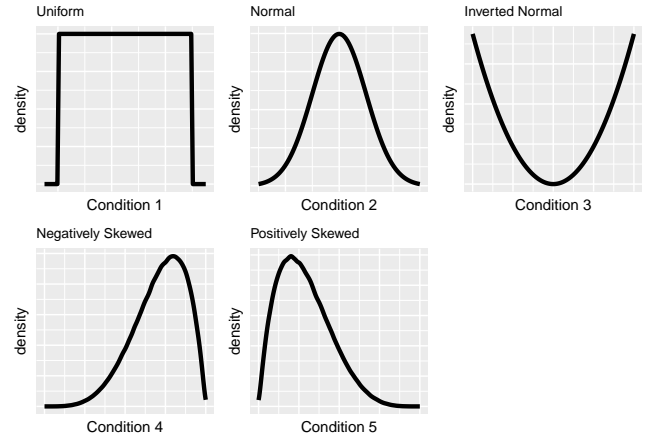 Uniform
Normal
Inverted Normal
density
density
density
Condition 1
Condition 2
Condition 3
Negatively Skewed
Positively Skewed
density
density
Condition 4
Condition 5